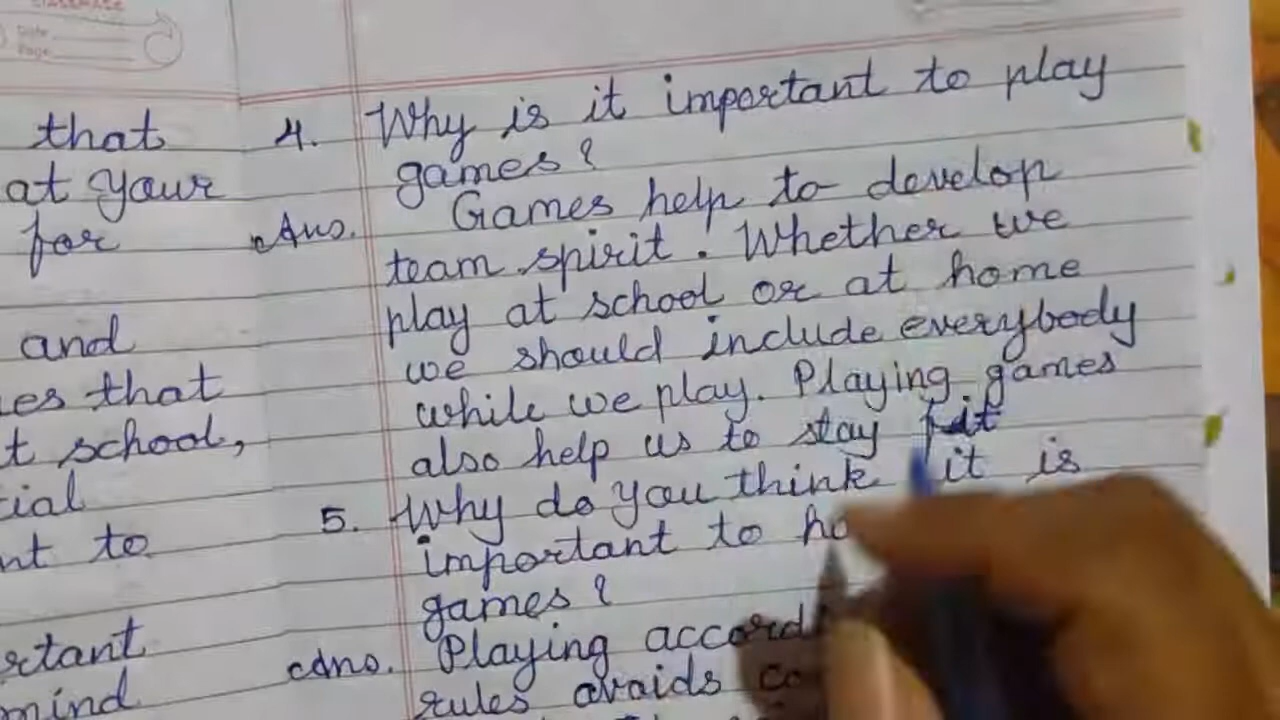 CLASSMATE
Date
Page
that
at your
for
and
es that
t school,
cial
nt to
rtant
mind
4. Why is it important to play
games?
Ans. Games help to develop
team spirit. Whether we
play at school or at home
we should include everybody
while we play. Playing games
also help us to stay fit
5. Why do you think it is
important to
games?
Ans. Playing
rules avoids